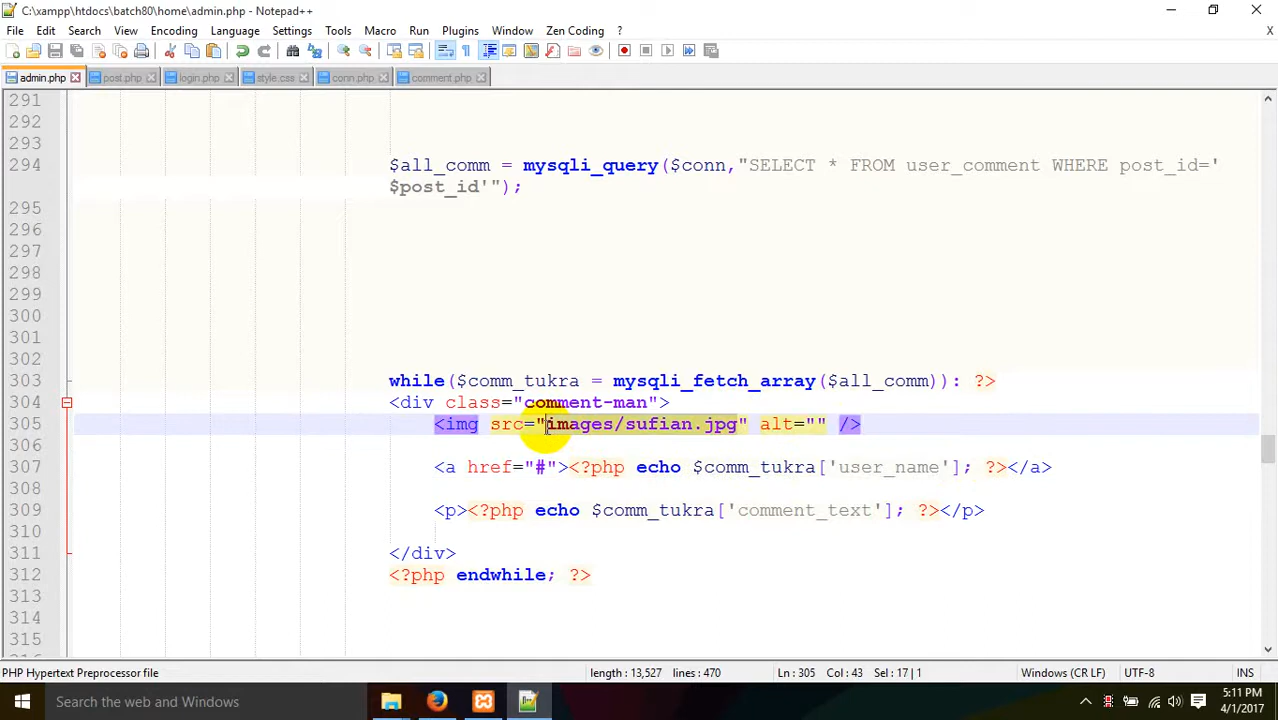 C:\xampp\htdocs\batch80\home\admin.php - Notepad++
File Edit Search View Encoding Language Settings Tools Macro Run Plugins Window Zen Coding ?
admin.php post.php login.php style.css conn.php comment.php
291
292
293
294 $all_comm = mysqli_query($conn,"SELECT * FROM user_comment WHERE post_id='
$post_id'");
295
296
297
298
299
300
301
302
303 while($comm_tukra = mysqli_fetch_array($all_comm)): ?>
304 <div class="comment-man">
305 <img src="images/sufian.jpg" alt="" />
306
307 <a href="#"><?php echo $comm_tukra['user_name']; ?></a>
308
309 <p><?php echo $comm_tukra['comment_text']; ?></p>
310
311 </div>
312 <?php endwhile; ?>
313
314
315
PHP Hypertext Preprocessor file length : 13,527 lines : 470 Ln : 305 Col : 43 Sel : 17 | 1 Windows (CR LF) UTF-8 INS
Search the web and Windows
5:11 PM
4/1/2017